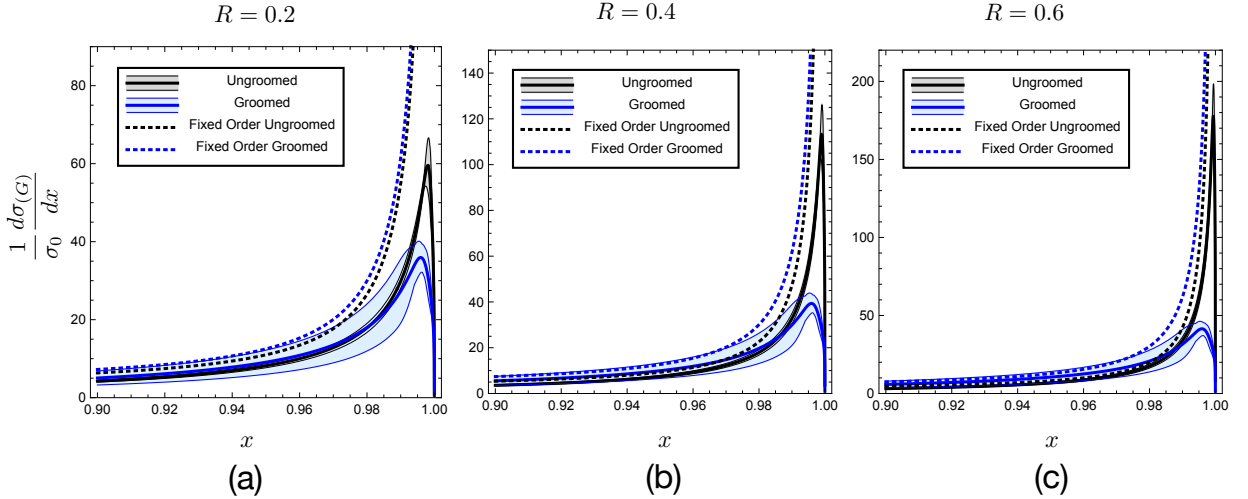 R = 0.2
R = 0.4
R = 0.6
Ungroomed
Groomed
Fixed Order Ungroomed
Fixed Order Groomed
Ungroomed
Groomed
Fixed Order Ungroomed
Fixed Order Groomed
Ungroomed
Groomed
Fixed Order Ungroomed
Fixed Order Groomed
80
60
40
20
0
140
120
100
80
60
40
20
0
200
150
100
50
0
1/σ₀ dσ_(G)/dx
0.90 0.92 0.94 0.96 0.98 1.00
0.90 0.92 0.94 0.96 0.98 1.00
0.90 0.92 0.94 0.96 0.98 1.00
x
x
x
(a)
(b)
(c)